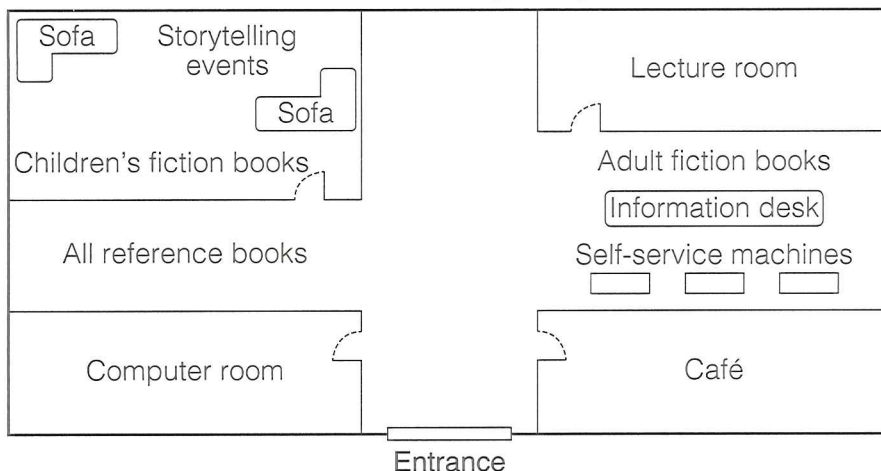 Sofa
Storytelling
events
Sofa
Children's fiction books
All reference books
Computer room
Lecture room
Adult fiction books
Information desk
Self-service machines
Café
Entrance